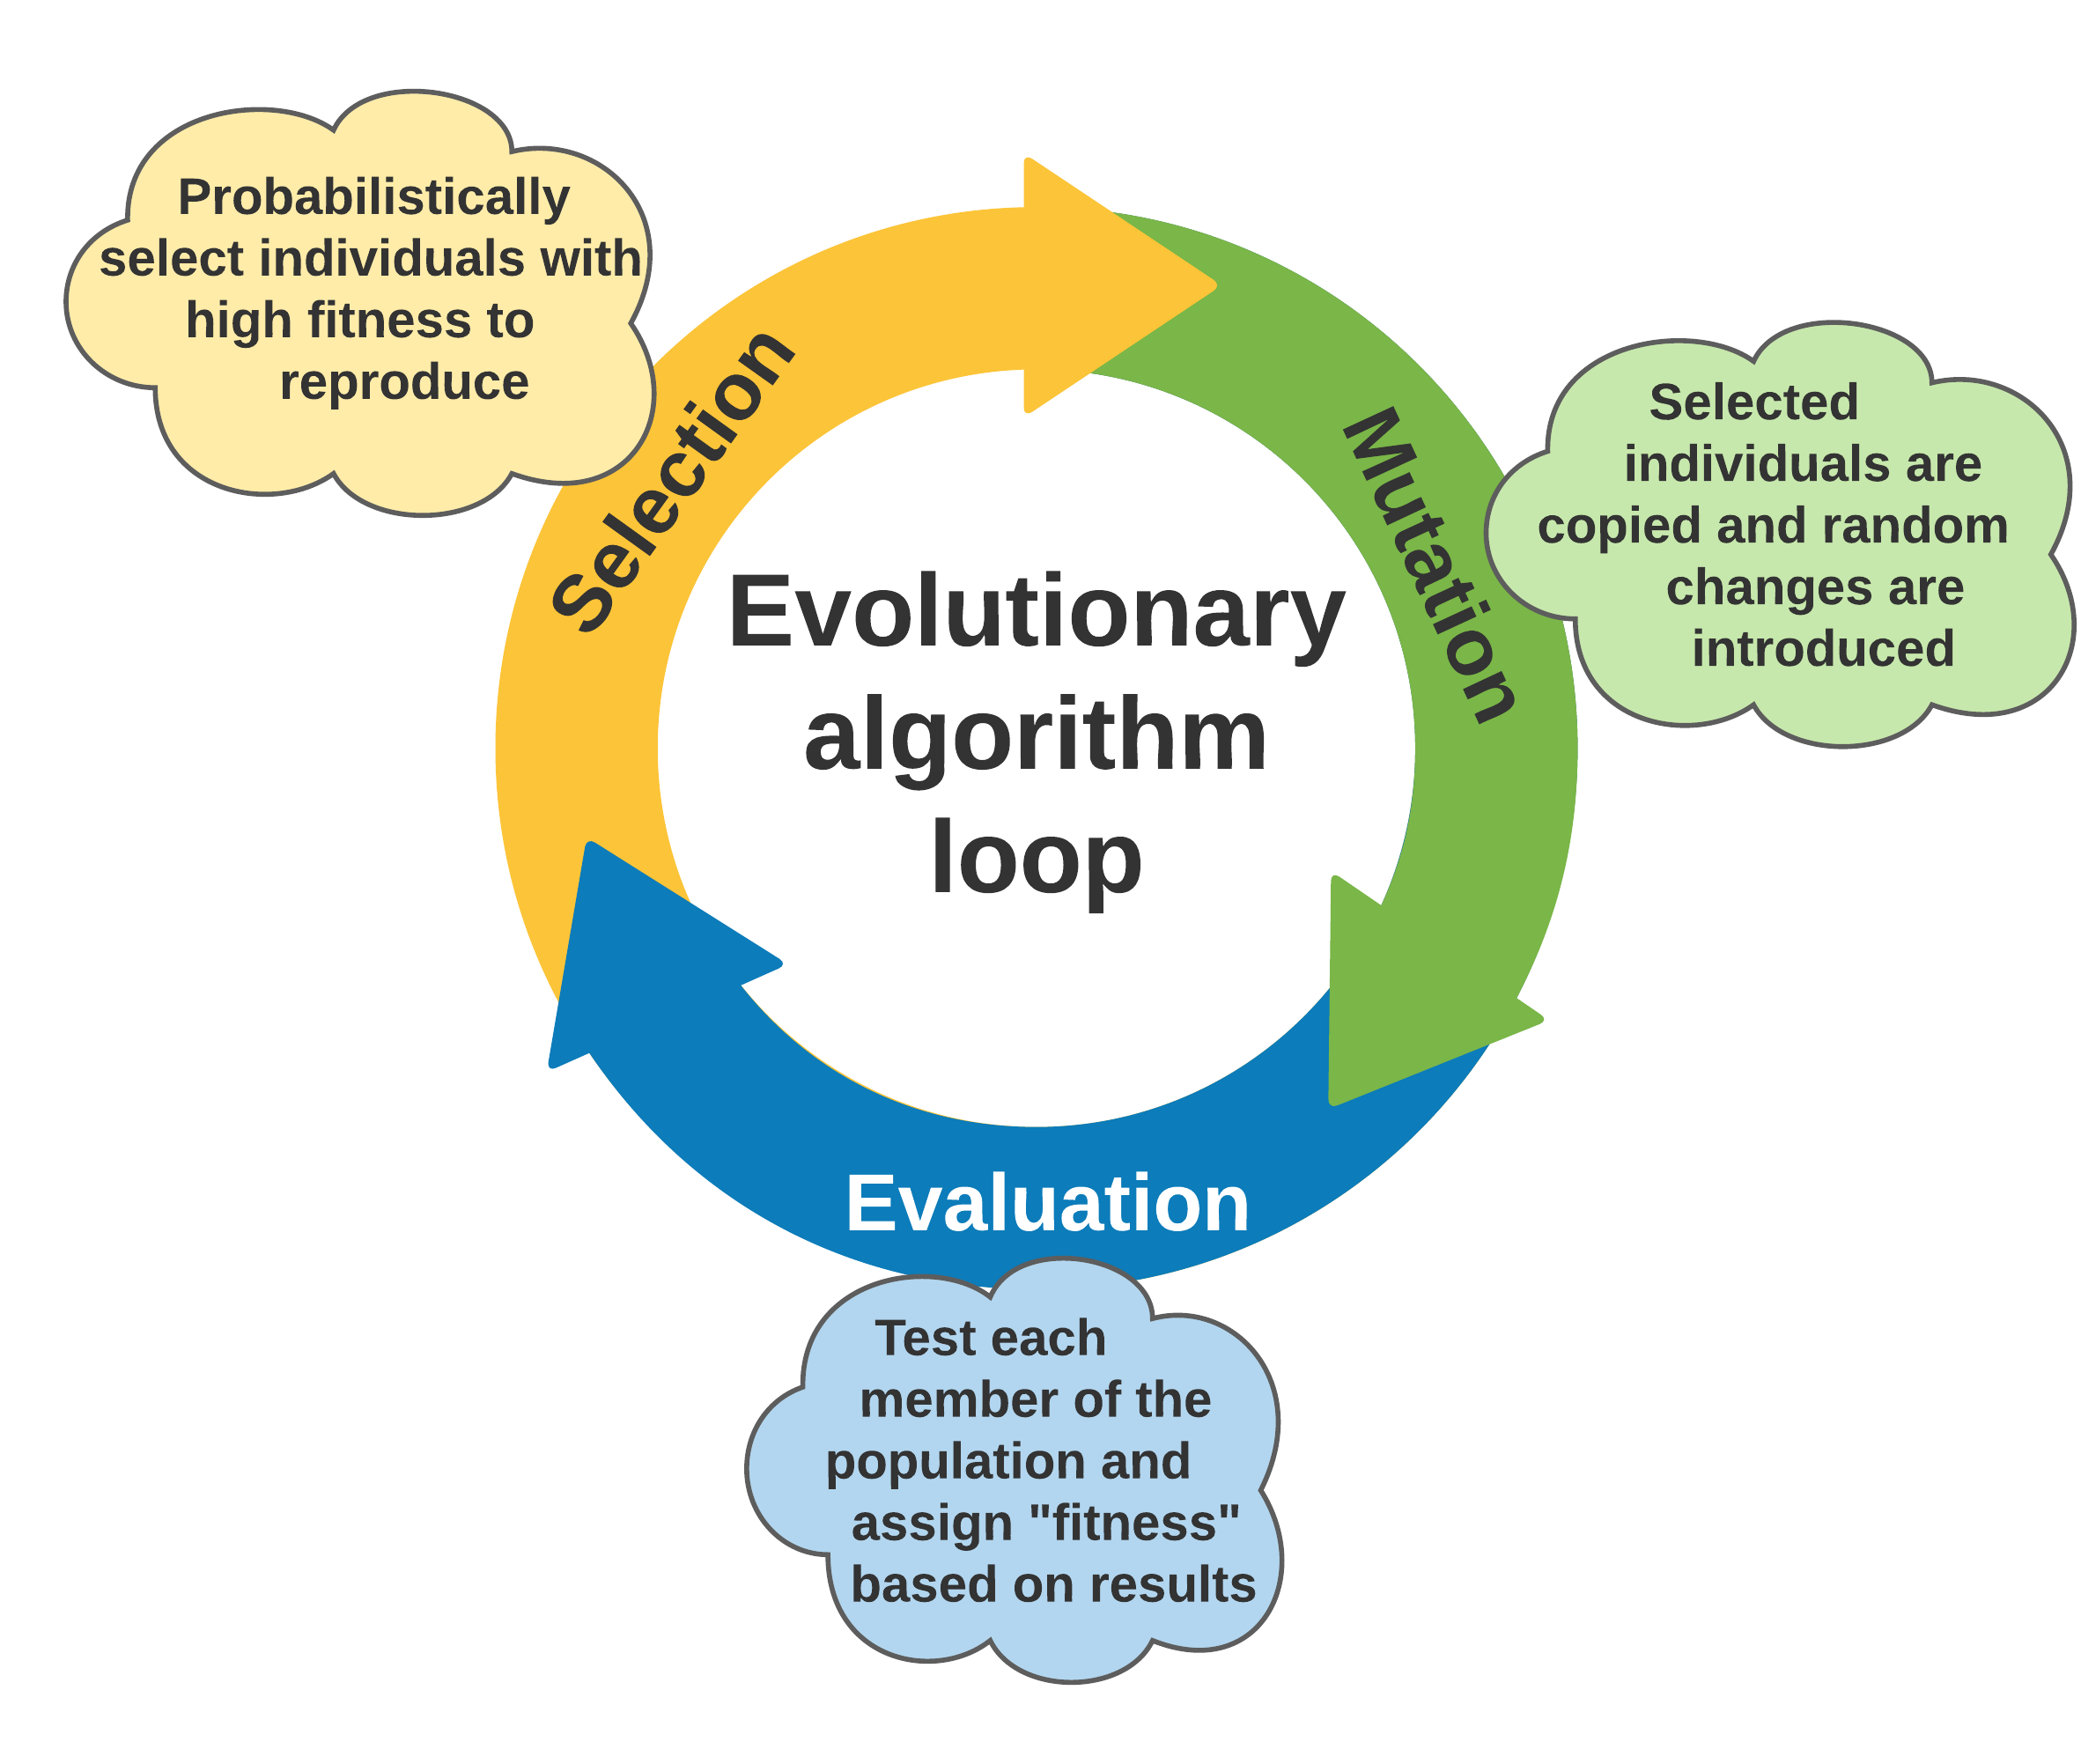 Probabilistically
select individuals with
high fitness to
reproduce
Selection
Mutation
Selected
individuals are
copied and random
changes are
introduced
Evolutionary
algorithm
loop
Evaluation
Test each
member of the
population and
assign "fitness"
based on results